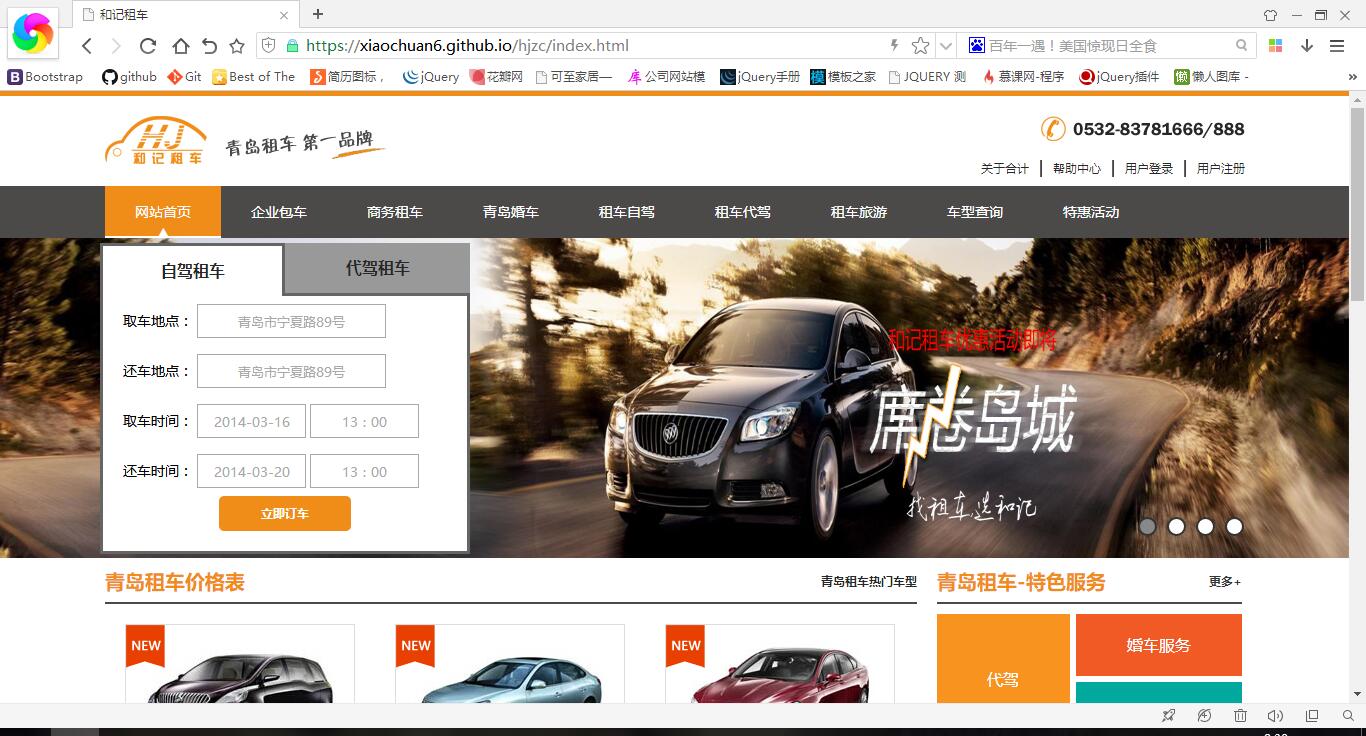 和记租车
https://xiaochuan6.github.io/hjzc/index.html
百年一遇！美国惊现日全食
Bootstrap github Git Best of The 简历图标， jQuery 花瓣网 可至家居— 公司网站模 jQuery手册 模板之家 JQUERY 测 慕课网-程序 jQuery插件 懒人图库 - »
HJ
和记租车
青岛租车 第一品牌
0532-83781666/888
关于合计 帮助中心 用户登录 用户注册
网站首页 企业包车 商务租车 青岛婚车 租车自驾 租车代驾 租车旅游 车型查询 特惠活动
自驾租车 代驾租车
取车地点： 青岛市宁夏路89号
还车地点： 青岛市宁夏路89号
取车时间： 2014-03-16 13：00
还车时间： 2014-03-20 13：00
立即订车
和记租车优惠活动即将
席卷岛城
找租车选和记
青岛租车价格表 青岛租车热门车型
青岛租车-特色服务 更多+
NEW NEW NEW
婚车服务
代驾